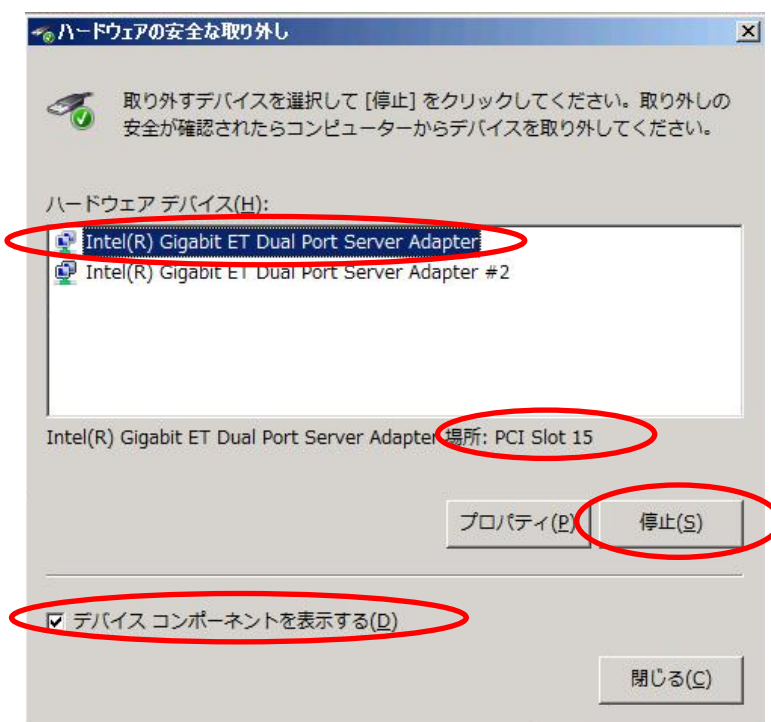 ハードウェアの安全な取り外し
取り外すデバイスを選択して [停止] をクリックしてください。取り外しの
安全が確認されたらコンピューターからデバイスを取り外してください。
ハードウェア デバイス(H):
Intel(R) Gigabit ET Dual Port Server Adapter
Intel(R) Gigabit ET Dual Port Server Adapter #2
Intel(R) Gigabit ET Dual Port Server Adapter 場所: PCI Slot 15
プロパティ(P) 停止(S)
デバイス コンポーネントを表示する(D)
閉じる(C)